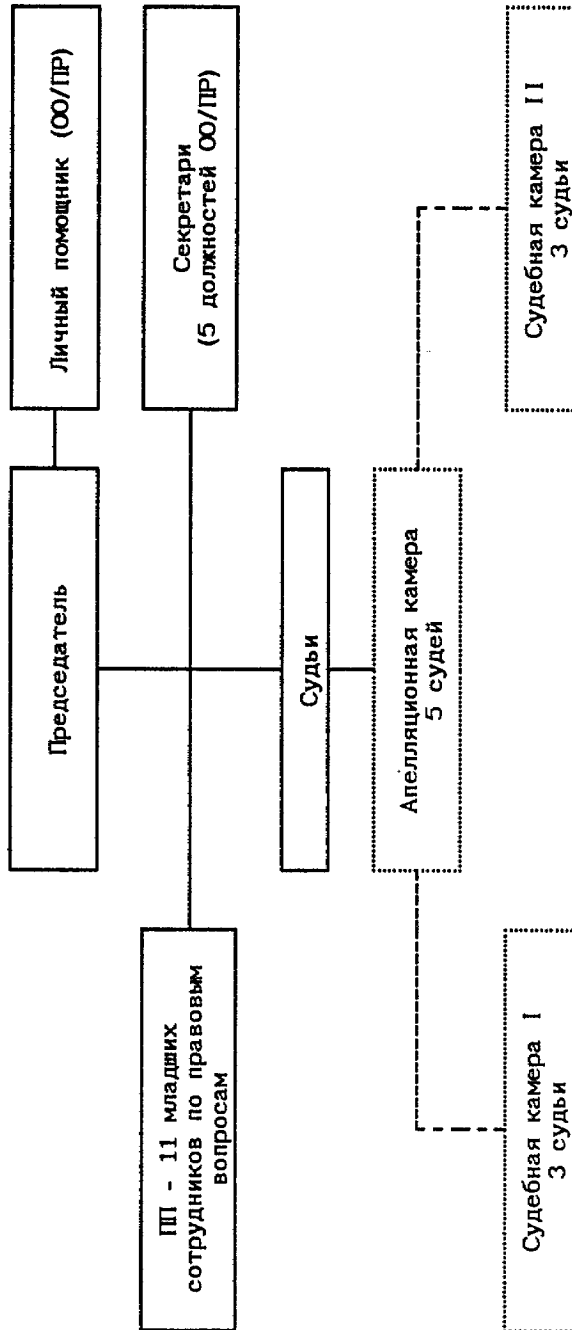 Председатель
Личный помощник (ОО/ПР)
ПП - 11 младших
сотрудников по правовым
вопросам
Секретари
(5 должностей ОО/ПР)
Судьи
Апелляционная камера
5 судей
Судебная камера I
3 судьи
Судебная камера II
3 судьи